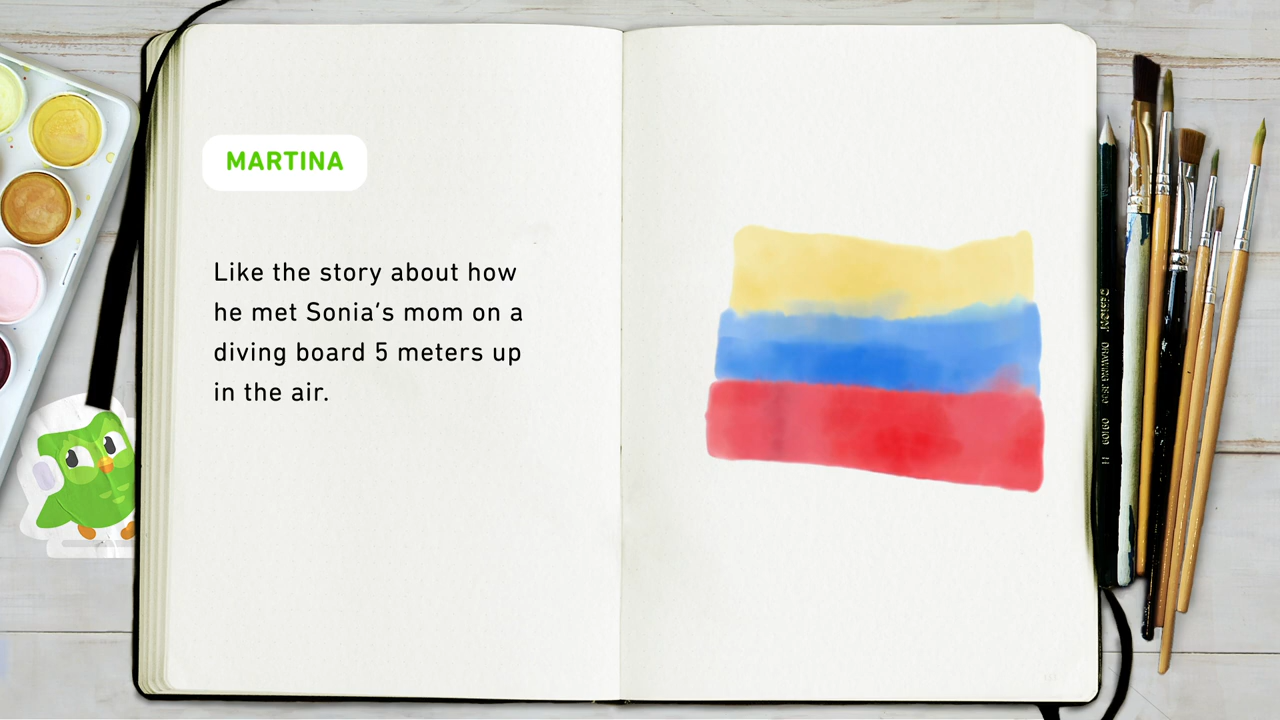 MARTINA
Like the story about how
he met Sonia’s mom on a
diving board 5 meters up
in the air.